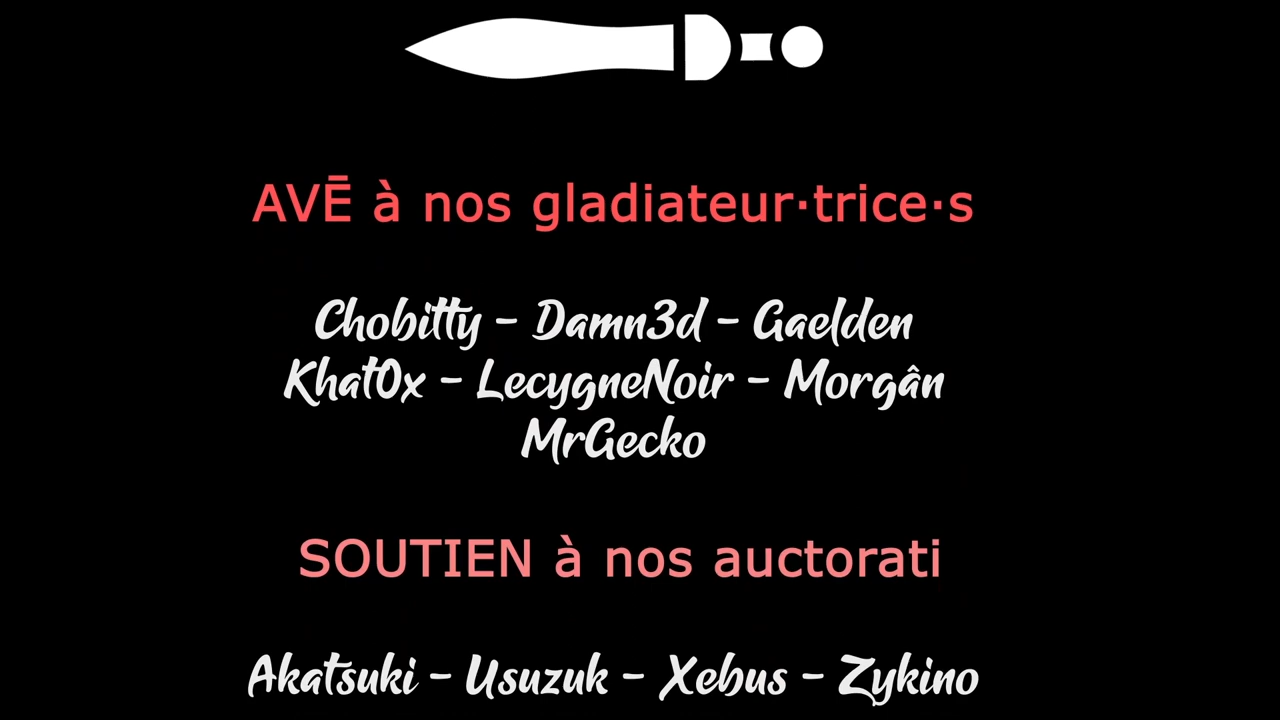 AVĒ à nos gladiateur·trice·s
Chobitty - Damn3d - Gaelden
Khat0x - LecygneNoir - Morgân
MrGecko
SOUTIEN à nos auctorati
Akatsuki - Usuzuk - Xebus - Zykino